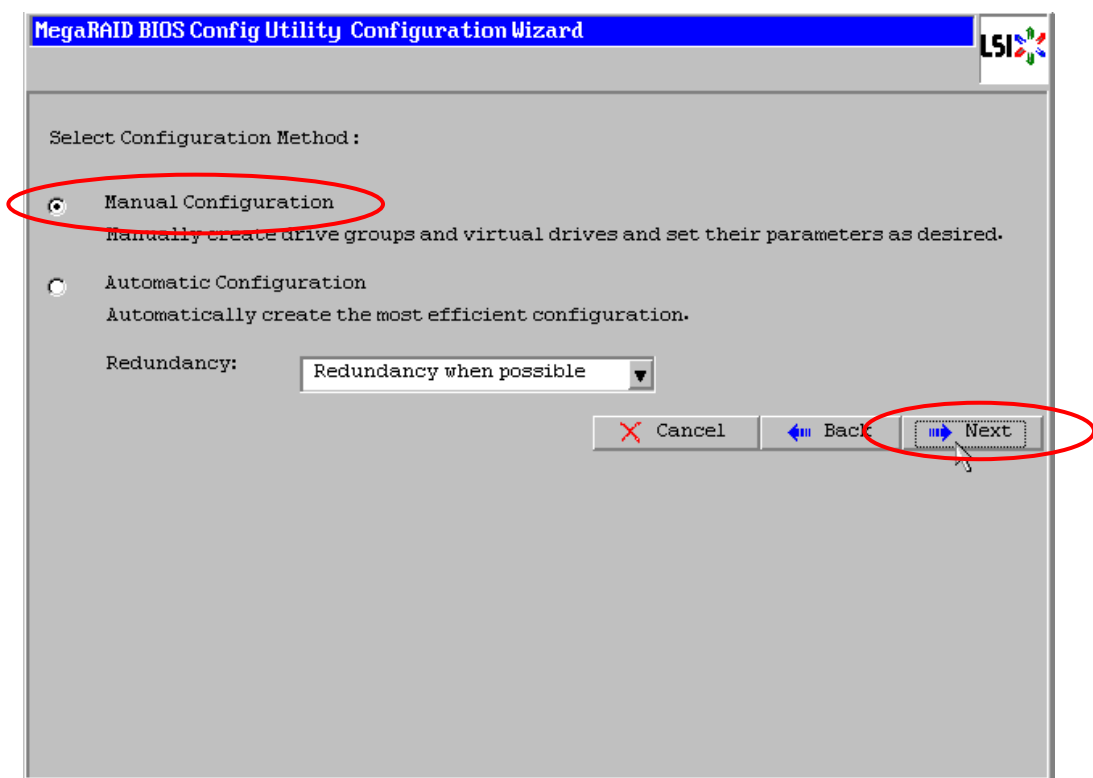 MegaRAID BIOS Config Utility Configuration Wizard
LSI
Select Configuration Method:
Manual Configuration
Manually create drive groups and virtual drives and set their parameters as desired.
Automatic Configuration
Automatically create the most efficient configuration.
Redundancy: Redundancy when possible
Cancel Back Next